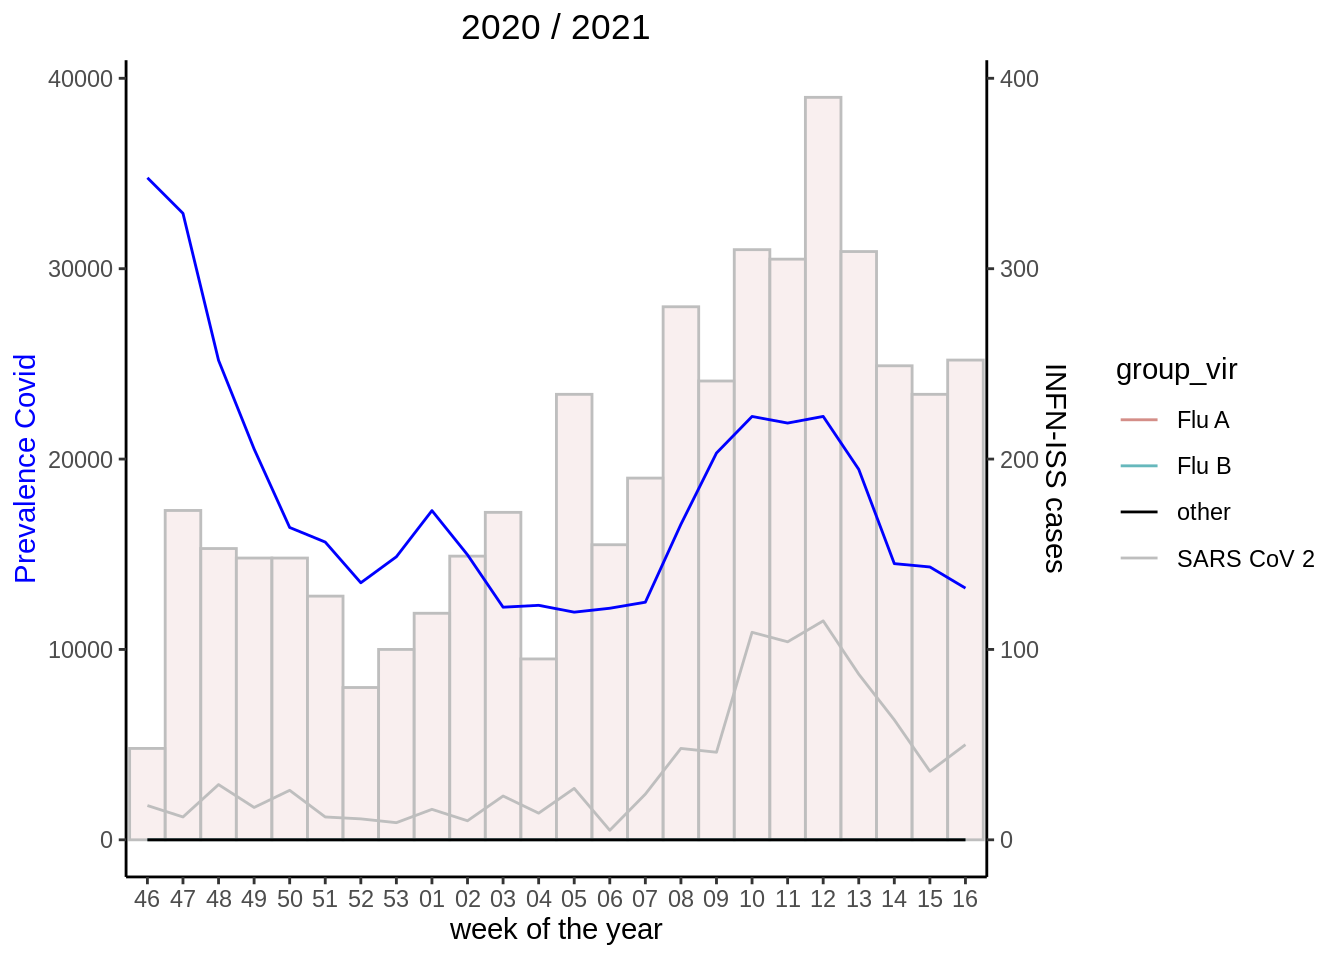 2020 / 2021
40000
30000
20000
10000
0
Prevalence Covid
400
300
200
100
0
INFN-ISS cases
46 47 48 49 50 51 52 53 01 02 03 04 05 06 07 08 09 10 11 12 13 14 15 16
week of the year
group_vir
Flu A
Flu B
other
SARS CoV 2